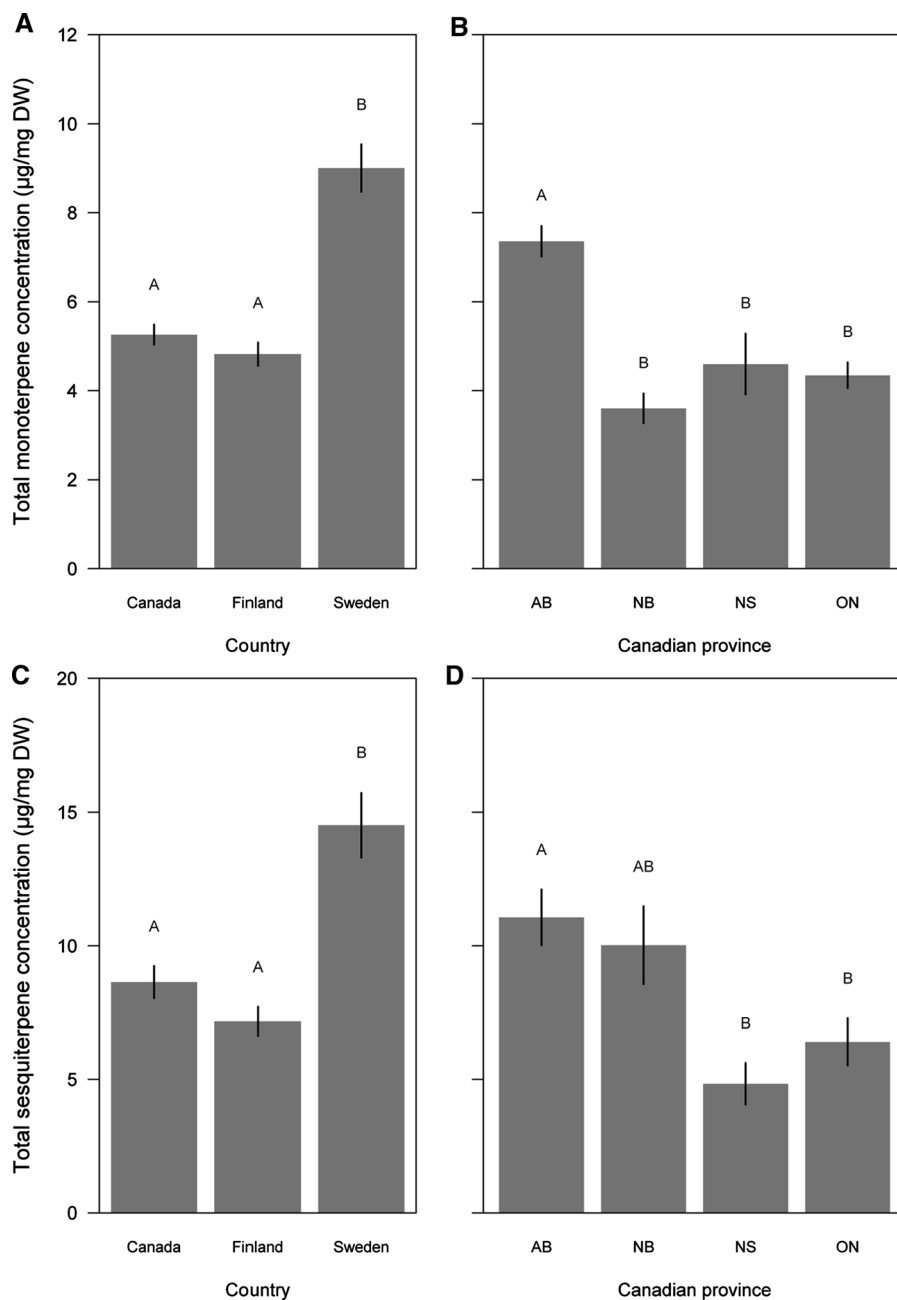 A
B
Total monoterpene concentration (µg/mg DW)
12
10
8
6
4
2
0
A
A
B
A
B
B
B
Canada Finland Sweden
AB NB NS ON
Country
Canadian province
C
D
Total sesquiterpene concentration (µg/mg DW)
20
15
10
5
0
A
A
B
A
AB
B
B
Canada Finland Sweden
AB NB NS ON
Country
Canadian province